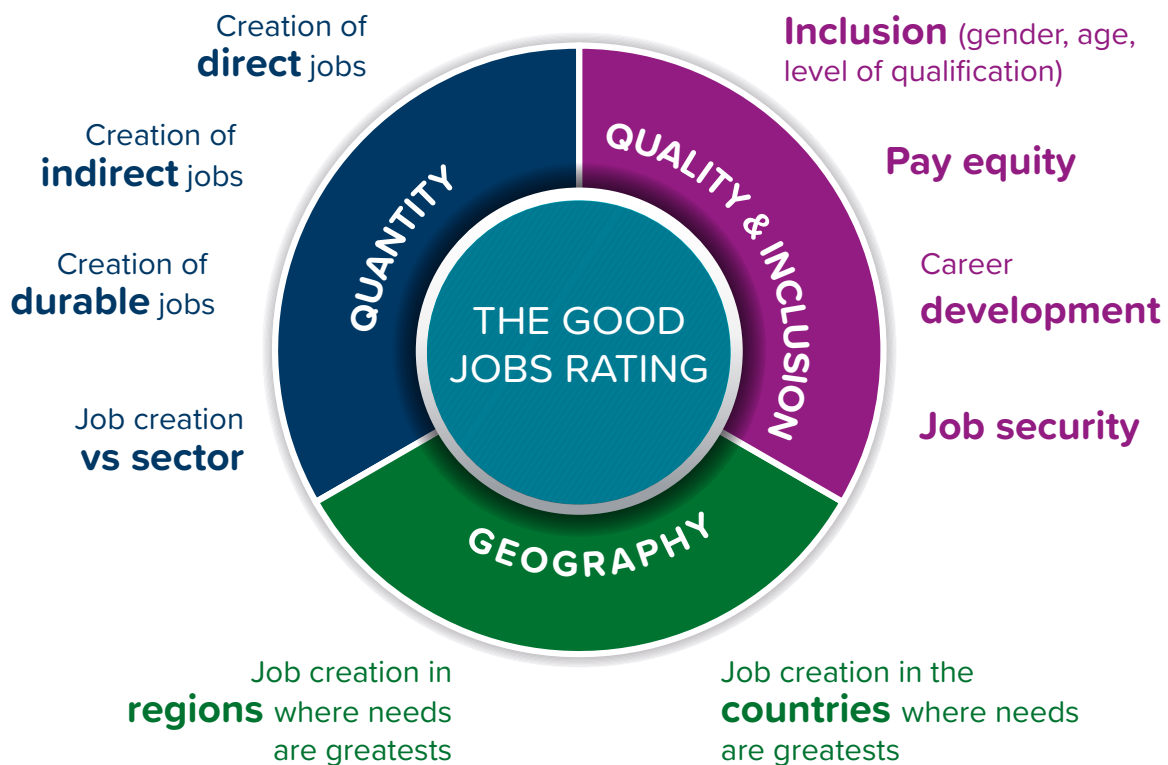 Creation of
direct jobs
Creation of
indirect jobs
Creation of
durable jobs
Job creation
vs sector
QUANTITY
THE GOOD
JOBS RATING
QUALITY & INCLUSION
Inclusion (gender, age,
level of qualification)
Pay equity
Career
development
Job security
GEOGRAPHY
Job creation in
regions where needs
are greatests
Job creation in the
countries where needs
are greatests